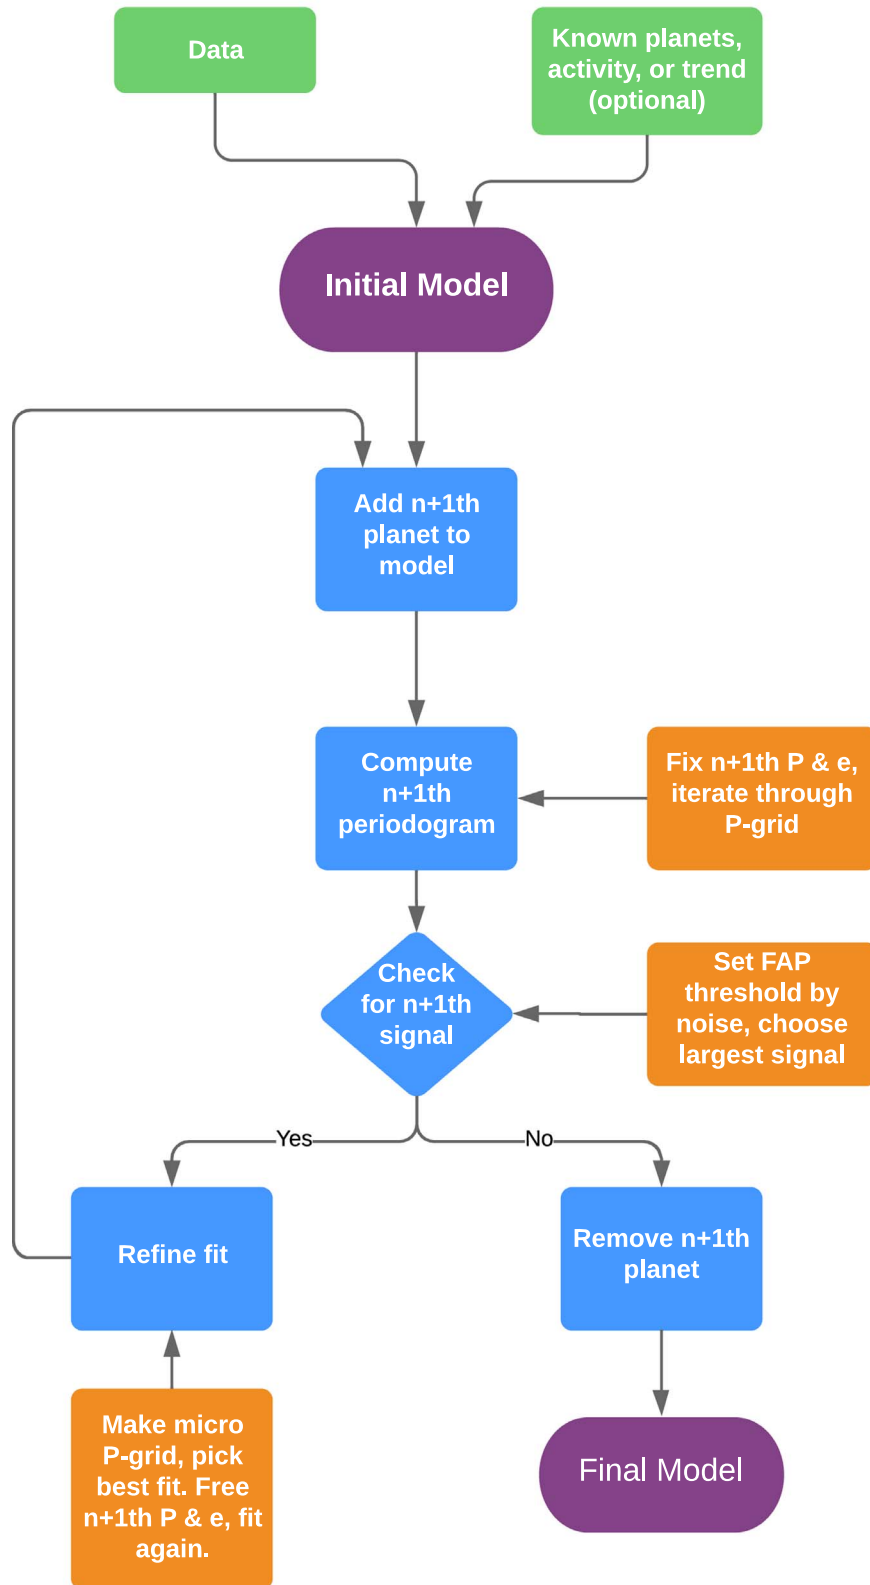 Data
Known planets,
activity, or trend
(optional)
Initial Model
Add n+1th
planet to
model
Compute
n+1th
periodogram
Fix n+1th P & e,
iterate through
P-grid
Check
for n+1th
signal
Set FAP
threshold by
noise, choose
largest signal
Yes
No
Refine fit
Remove n+1th
planet
Make micro
P-grid, pick
best fit. Free
n+1th P & e, fit
again.
Final Model